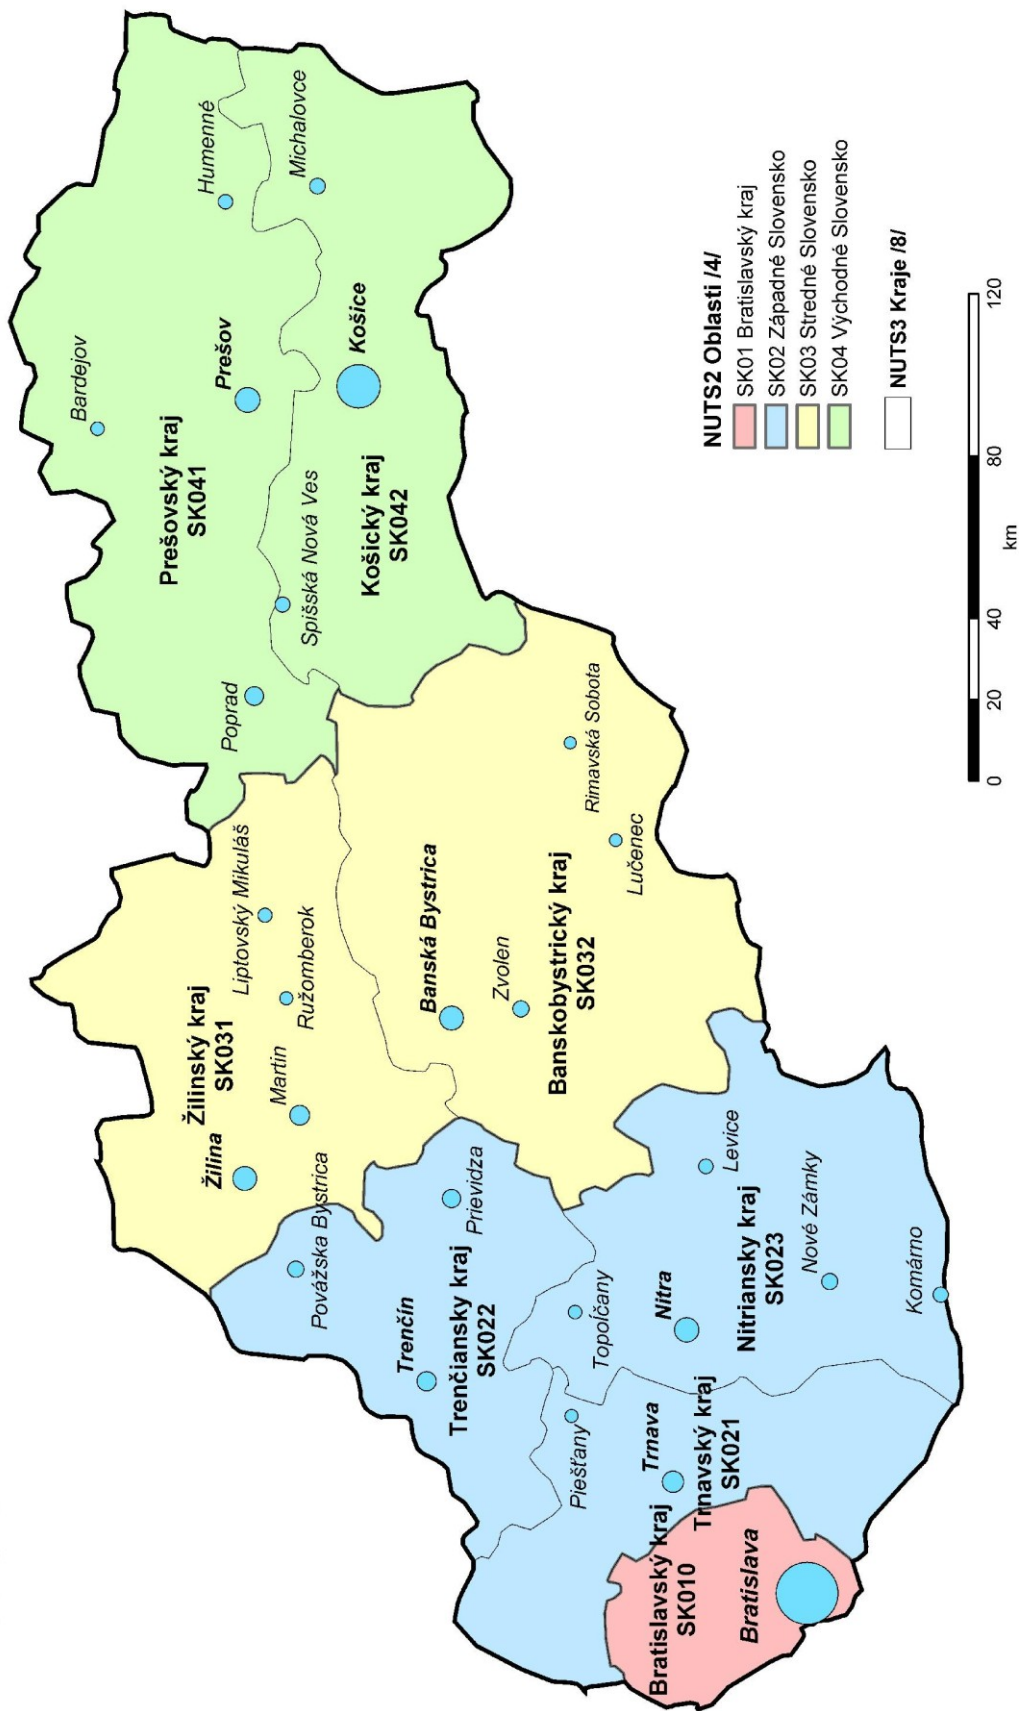 Bardejov
Humenné
Prešov
Michalovce
Prešovský kraj
SK041
Košice
Spišská Nová Ves
Košický kraj
SK042
Poprad
Liptovský Mikuláš
Ružomberok
Žilinský kraj
SK031
Martin
Žilina
Považska Bystrica
Banská Bystrica
Zvolen
Banskobystrický kraj
SK032
Rimavská Sobota
Lučenec
Prievidza
Trenčín
Trenčiansky kraj
SK022
Topoľčany
Levice
Nitra
Nitriansky kraj
SK023
Nové Zámky
Komárno
Piešťany
Trnava
Trnavský kraj
SK021
Bratislavský kraj
SK010
Bratislava
NUTS2 Oblasti /4/
SK01 Bratislavský kraj
SK02 Západné Slovensko
SK03 Stredné Slovensko
SK04 Východné Slovensko
NUTS3 Kraje /8/
0 20 40 80 120
km